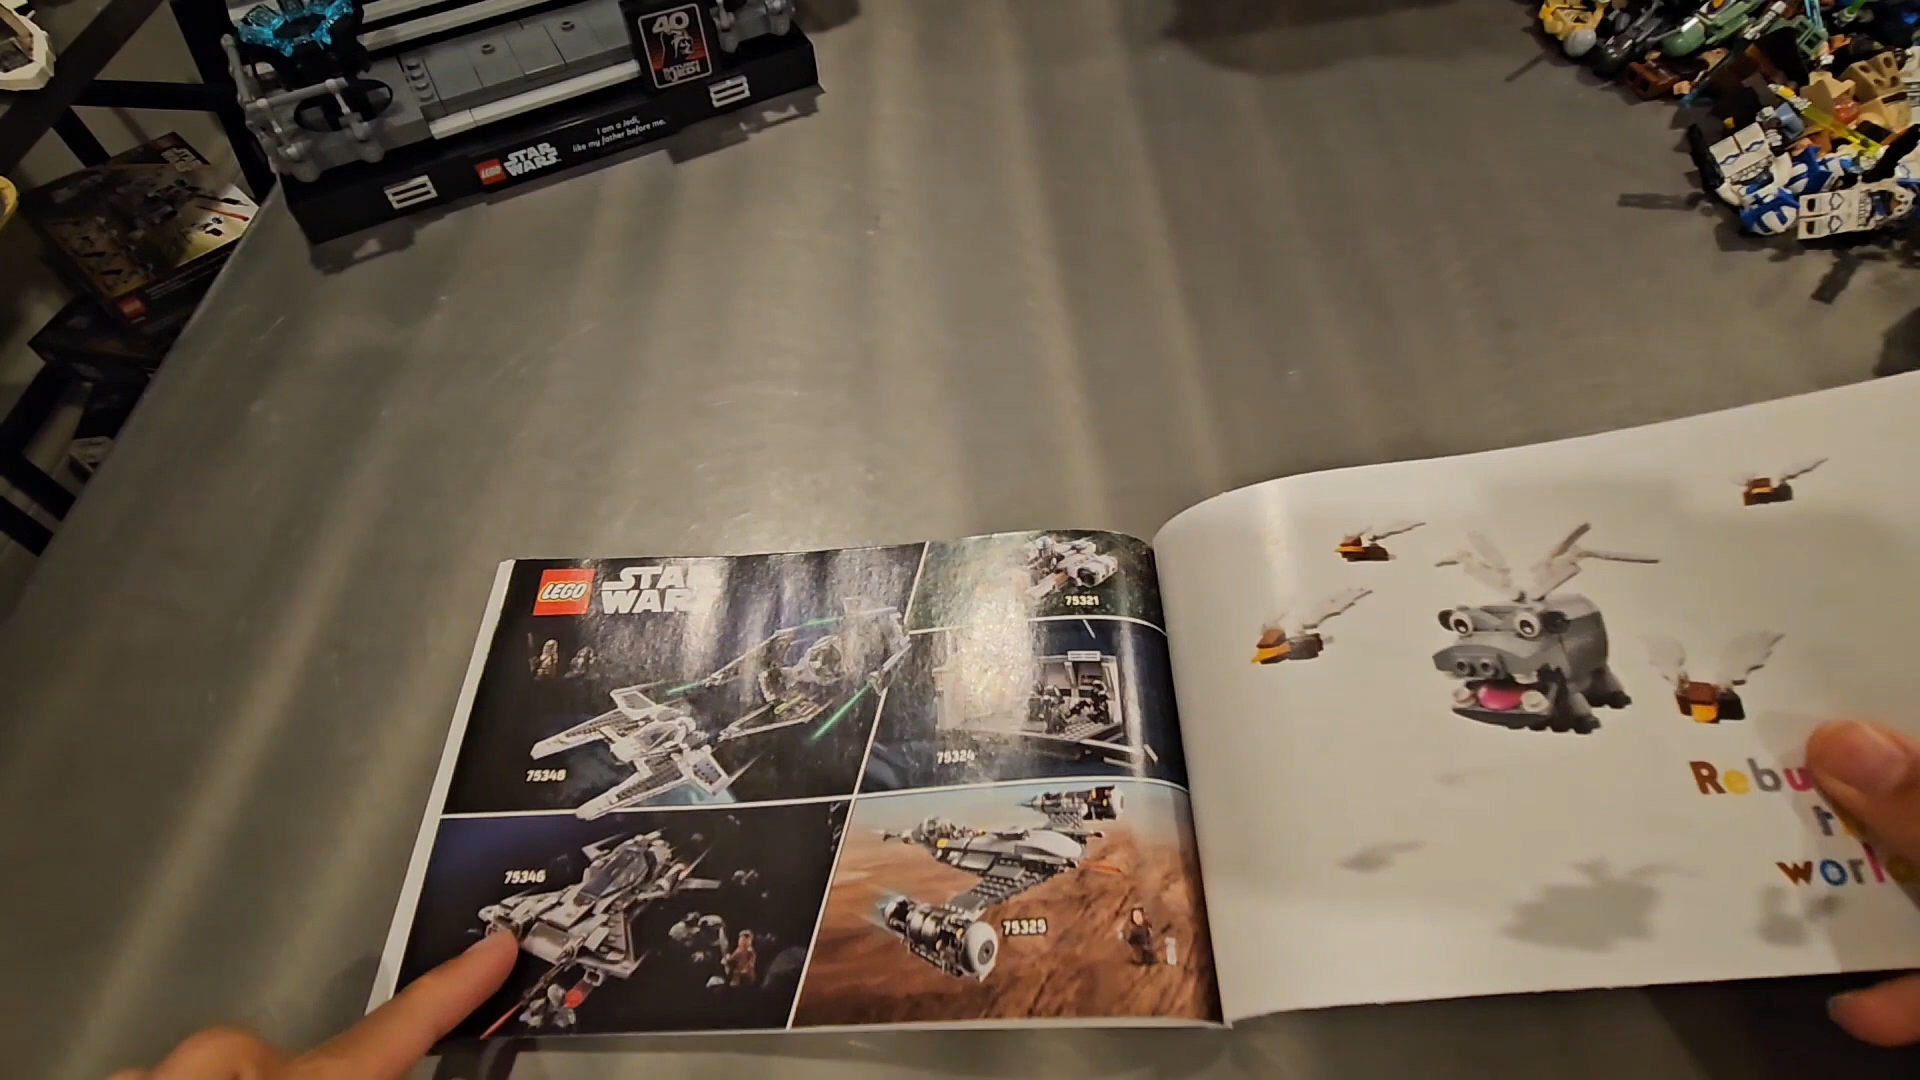 40
I am a Jedi,
like my father before me.
LEGO STAR WARS
LEGO STAR WARS
75321
75348
75324
75346
75325
Rebu
worl